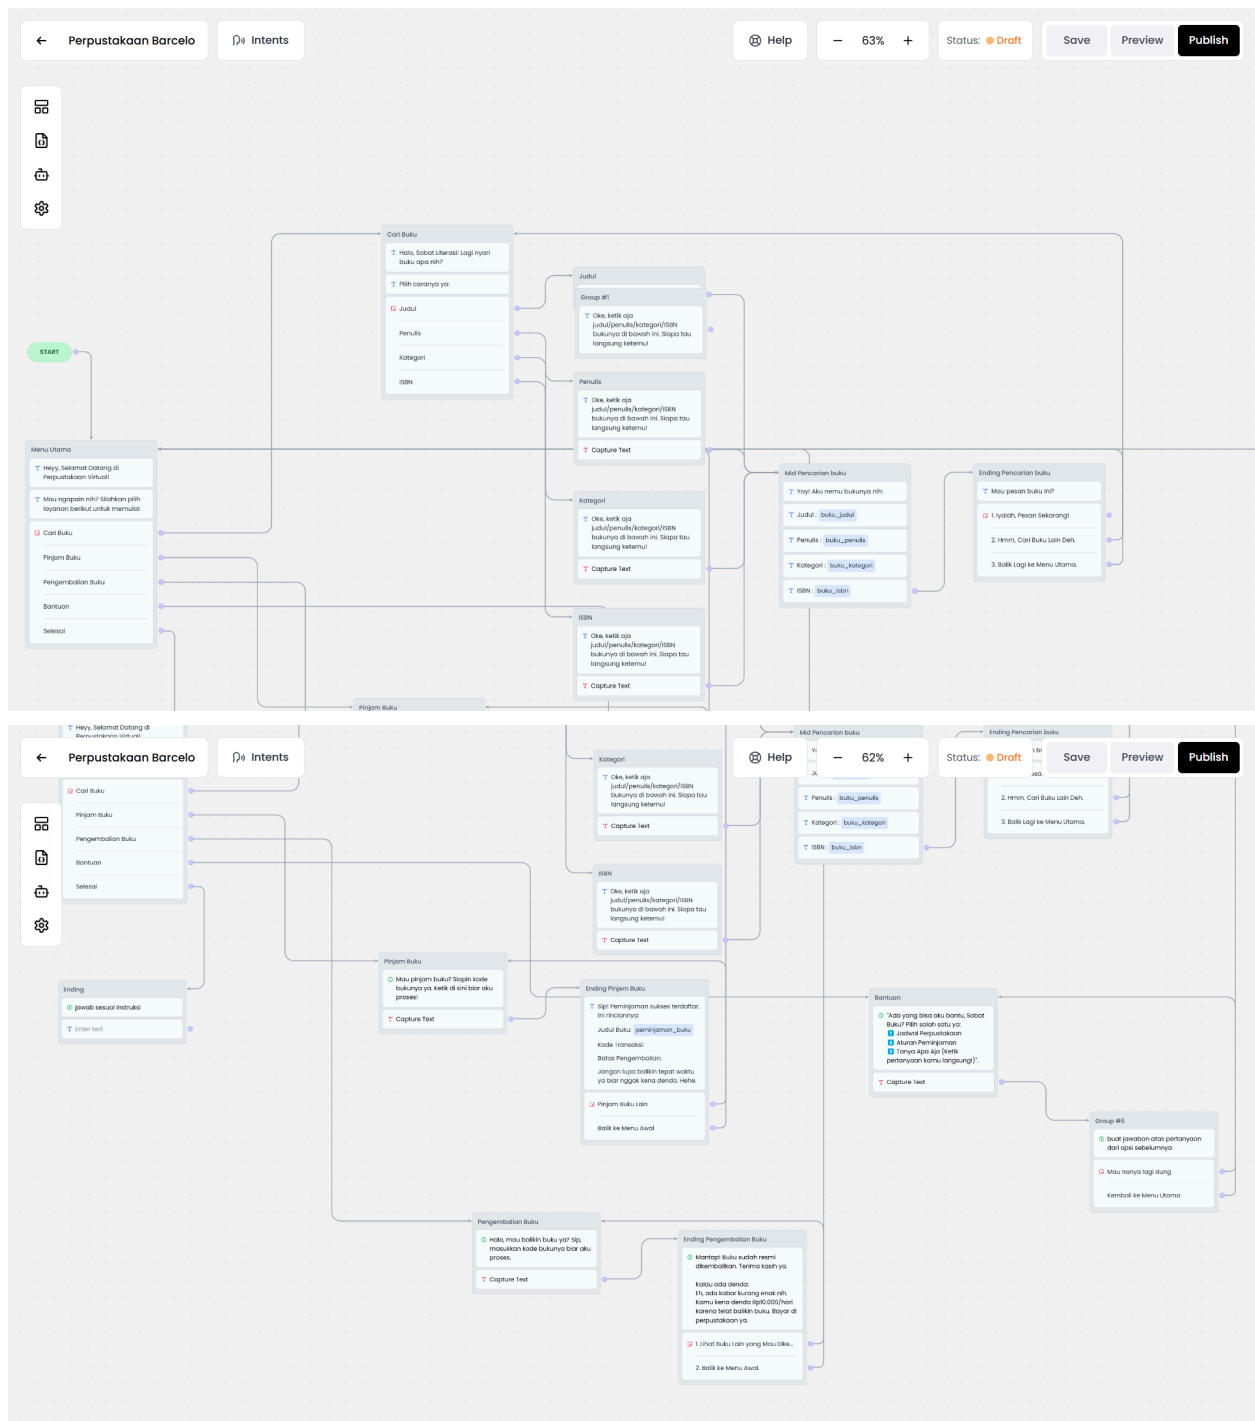 Perpustakaan Barcelo
Intents
Help
63%
Status: Draft
Save
Preview
Publish
START
Menu Utama
Heyy, Selamat Datang di
Perpustakaan Virtual!
Mau ngapain nih? Silahkan pilih
layanan berikut untuk memulai:
Cari Buku
Pinjam Buku
Pengembalian Buku
Bantuan
Selesai
Cari Buku
Halo, Sobat Literasi! Lagi nyari
buku apa nih?
Pilih caranya ya:
Judul
Penulis
Kategori
ISBN
Judul
Group #1
Oke, ketik aja
judul/penulis/kategori/ISBN
bukunya di bawah ini. Siapa tau
langsung ketemu!
Penulis
Oke, ketik aja
judul/penulis/kategori/ISBN
bukunya di bawah ini. Siapa tau
langsung ketemu!
Capture Text
Kategori
Oke, ketik aja
judul/penulis/kategori/ISBN
bukunya di bawah ini. Siapa tau
langsung ketemu!
Capture Text
ISBN
Oke, ketik aja
judul/penulis/kategori/ISBN
bukunya di bawah ini. Siapa tau
langsung ketemu!
Capture Text
Mid Pencarian buku
Yay! Aku nemu bukunya nih:
Judul : buku_judul
Penulis : buku_penulis
Kategori : buku_kategori
ISBN : buku_isbn
Ending Pencarian buku
Mau pesan buku ini?
1. Iyalah, Pesan Sekarang!
2. Hmm, Cari Buku Lain Deh.
3. Balik Lagi ke Menu Utama.
Pinjam Buku
Heyy, Selamat Datang di
Perpustakaan Virtual!
Perpustakaan Barcelo
Intents
Help
62%
Status: Draft
Save
Preview
Publish
Cari Buku
Pinjam Buku
Pengembalian Buku
Bantuan
Selesai
Ending
jawab sesuai instruksi
Enter text
Kategori
Oke, ketik aja
judul/penulis/kategori/ISBN
bukunya di bawah ini. Siapa tau
langsung ketemu!
Capture Text
ISBN
Oke, ketik aja
judul/penulis/kategori/ISBN
bukunya di bawah ini. Siapa tau
langsung ketemu!
Capture Text
Mid Pencarian buku
Penulis : buku_penulis
Kategori : buku_kategori
ISBN : buku_isbn
Ending Pencarian buku
2. Hmm, Cari Buku Lain Deh.
3. Balik Lagi ke Menu Utama.
Pinjam Buku
Mau pinjam buku? Siapin kode
bukunya ya. Ketik di sini biar aku
proses!
Capture Text
Ending Pinjem Buku
Sip! Peminjaman sukses terdaftar.
Ini rinciannya:
Judul Buku: peminjaman_buku
Kode Transaksi:
Batas Pengembalian:
Jangan lupa balikin tepat waktu
ya biar nggak kena denda. Hehe.
Pinjam Buku Lain
Balik ke Menu Awal
Bantuan
"Ada yang bisa aku bantu, Sobat
Buku? Pilih salah satu ya:
1 Jadwal Perpustakaan
2 Aturan Peminjaman
3 Tanya Apa Aja (Ketik
pertanyaan kamu langsung!)".
Capture Text
Group #6
buat jawaban atas pertanyaan
dari opsi sebelumnya
Mau nanya lagi dung
Kembali ke Menu Utama
Pengembalian Buku
Halo, mau balikin buku ya? Sip,
masukkan kode bukunya biar aku
proses.
Capture Text
Ending Pengembalian Buku
Mantap! Buku sudah resmi
dikembalikan. Terima kasih ya.
Kalau ada denda:
Eh, ada kabar kurang enak nih.
Kamu kena denda Rp10.000/hari
karena telat balikin buku. Bayar di
perpustakaan ya.
1. Lihat Buku Lain yang Mau Dike...
2. Balik ke Menu Awal.